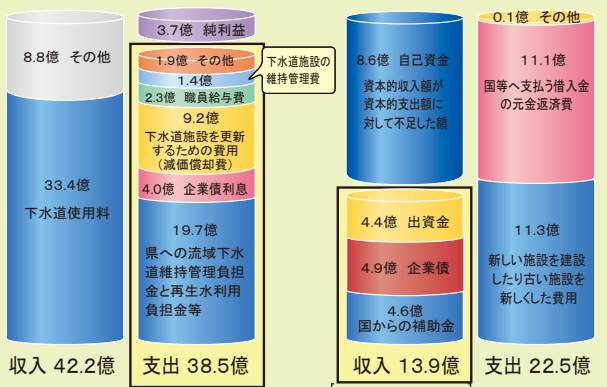 8.8億 その他
33.4億
下水道使用料
収入 42.2億
3.7億 純利益
1.9億 その他
1.4億
下水道施設の
維持管理費
2.3億 職員給与費
9.2億
下水道施設を更新
するための費用
(減価償却費)
4.0億 企業債利息
19.7億
県への流域下水
道維持管理負担
金と再生水利用
負担金等
支出 38.5億
8.6億 自己資金
資本的収入額が
資本的支出額に
対して不足した額
4.4億 出資金
4.9億 企業債
4.6億
国からの補助金
収入 13.9億
0.1億 その他
11.1億
国等へ支払う借入金
の元金返済費
11.3億
新しい施設を建設
したり古い施設を
新しくした費用
支出 22.5億